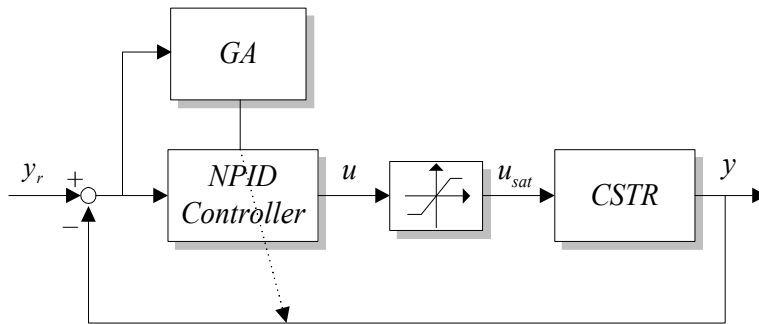 GA
y_r
+
−
NPID
Controller
u
u_sat
CSTR
y